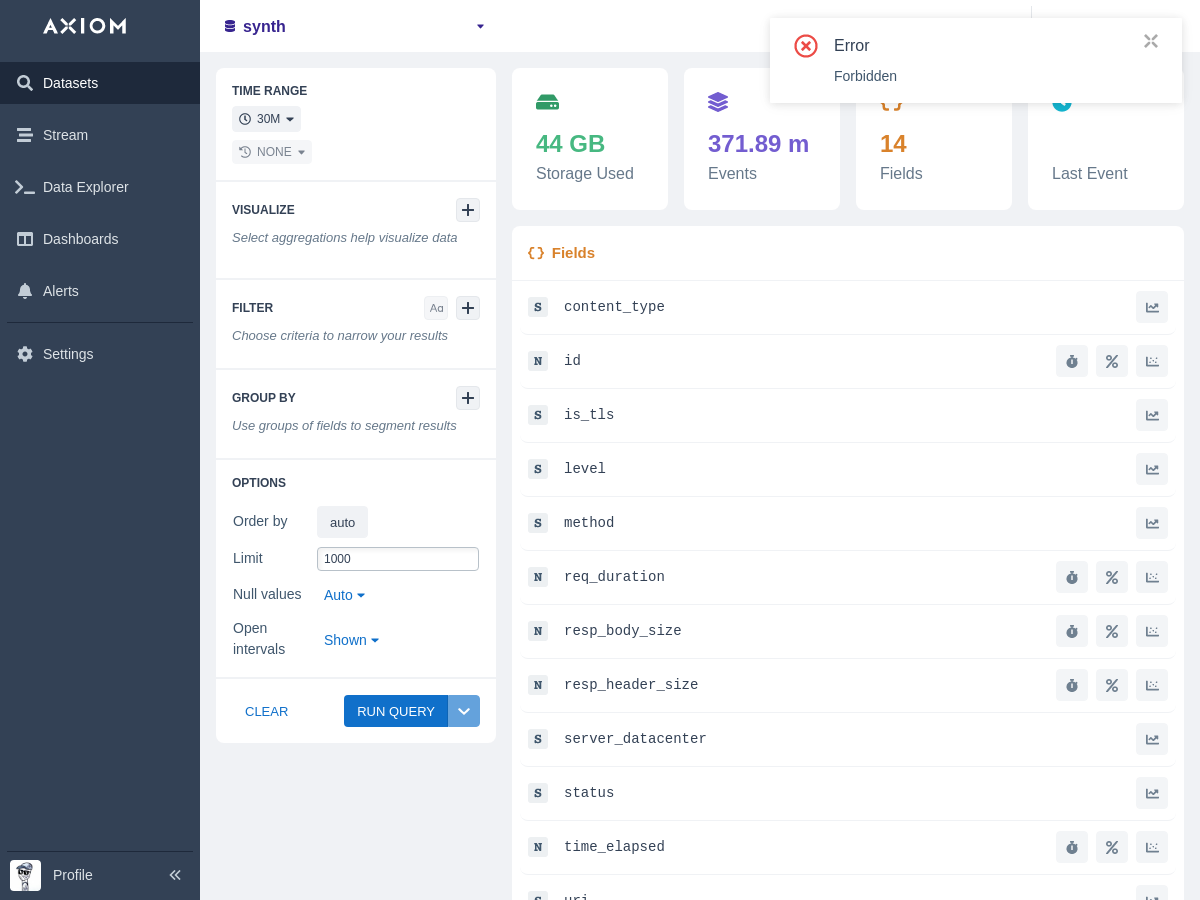 AXIOM
Datasets
Stream
Data Explorer
Dashboards
Alerts
Settings
Profile
synth
TIME RANGE
30M
NONE
VISUALIZE
Select aggregations help visualize data
FILTER
Aa
Choose criteria to narrow your results
GROUP BY
Use groups of fields to segment results
OPTIONS
Order by auto
Limit 1000
Null values Auto
Open intervals Shown
CLEAR RUN QUERY
Error
Forbidden
44 GB
Storage Used
371.89 m
Events
14
Fields
Last Event
{} Fields
S content_type
N id %
S is_tls
S level
S method
N req_duration %
N resp_body_size %
N resp_header_size %
S server_datacenter
S status
N time_elapsed %
S uri